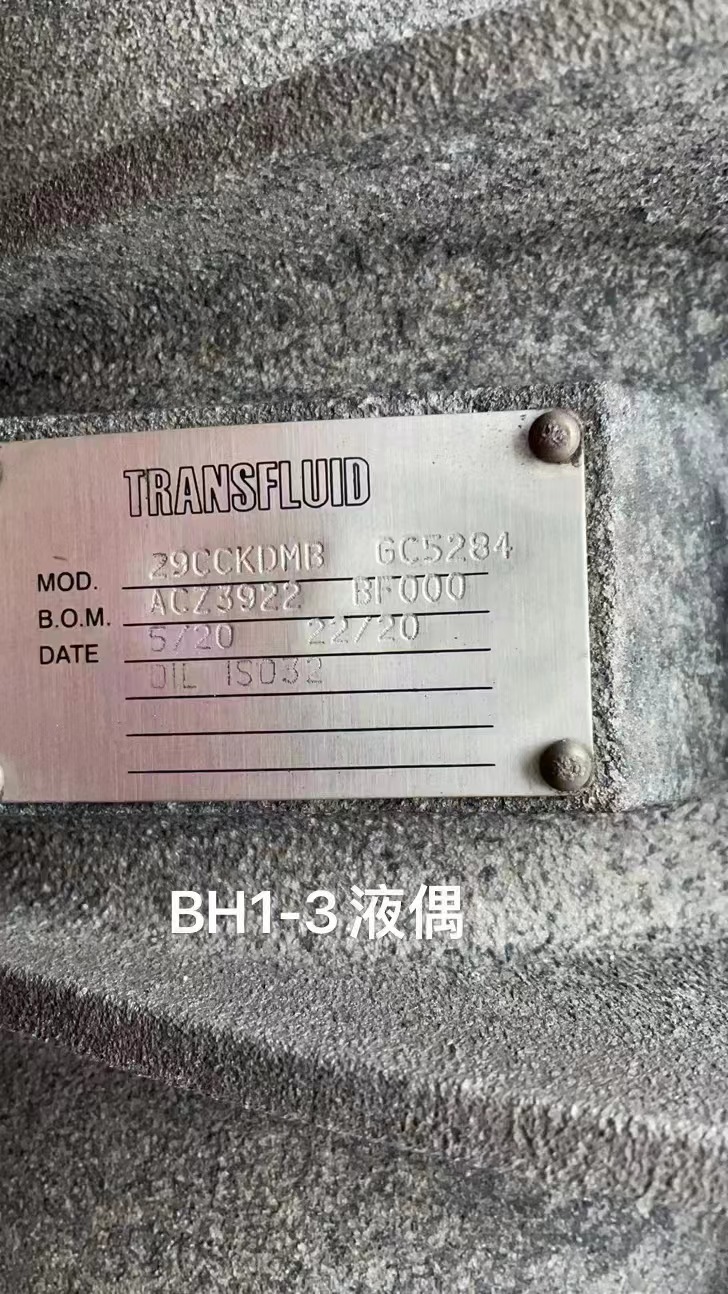 TRANSFLUID
MOD. 29CCKDMB GC5284
B.O.M. ACZ3922 BF000
DATE 5/20 22/20
OIL ISO32
BH1-3液偶